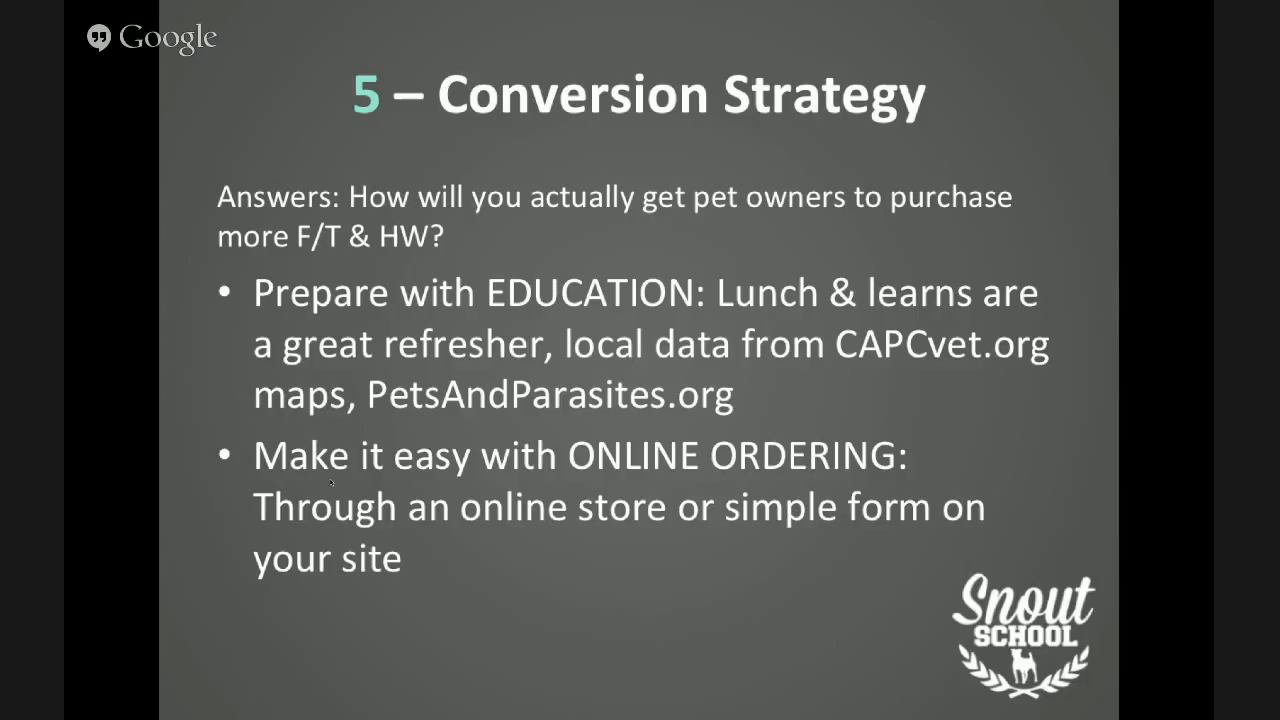 Google
5 – Conversion Strategy
Answers: How will you actually get pet owners to purchase
more F/T & HW?
• Prepare with EDUCATION: Lunch & learns are
a great refresher, local data from CAPCvet.org
maps, PetsAndParasites.org
• Make it easy with ONLINE ORDERING:
Through an online store or simple form on
your site
Snout
SCHOOL